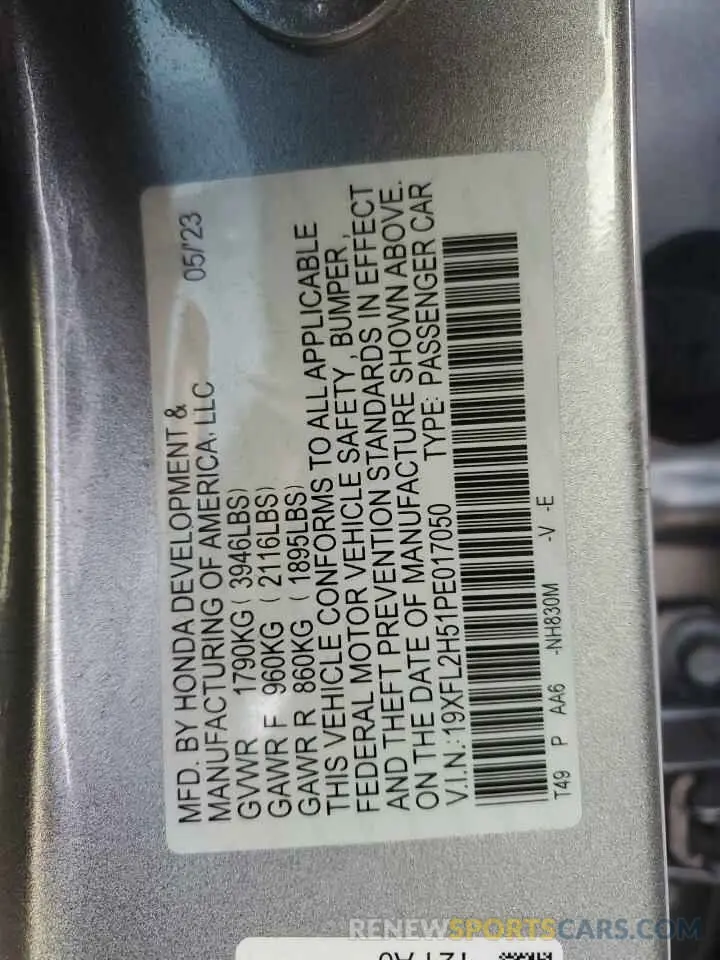 MFD. BY HONDA DEVELOPMENT &
MANUFACTURING OF AMERICA, LLC 05/'23
GVWR 1790KG ( 3946LBS)
GAWR F 960KG ( 2116LBS)
GAWR R 860KG ( 1895LBS)
THIS VEHICLE CONFORMS TO ALL APPLICABLE
FEDERAL MOTOR VEHICLE SAFETY, BUMPER,
AND THEFT PREVENTION STANDARDS IN EFFECT
ON THE DATE OF MANUFACTURE SHOWN ABOVE.
V.I.N.: 19XFL2H51PE017050 TYPE: PASSENGER CAR
T49 P AA6 -NH830M -V -E
RENEWSPORTSCARS.COM